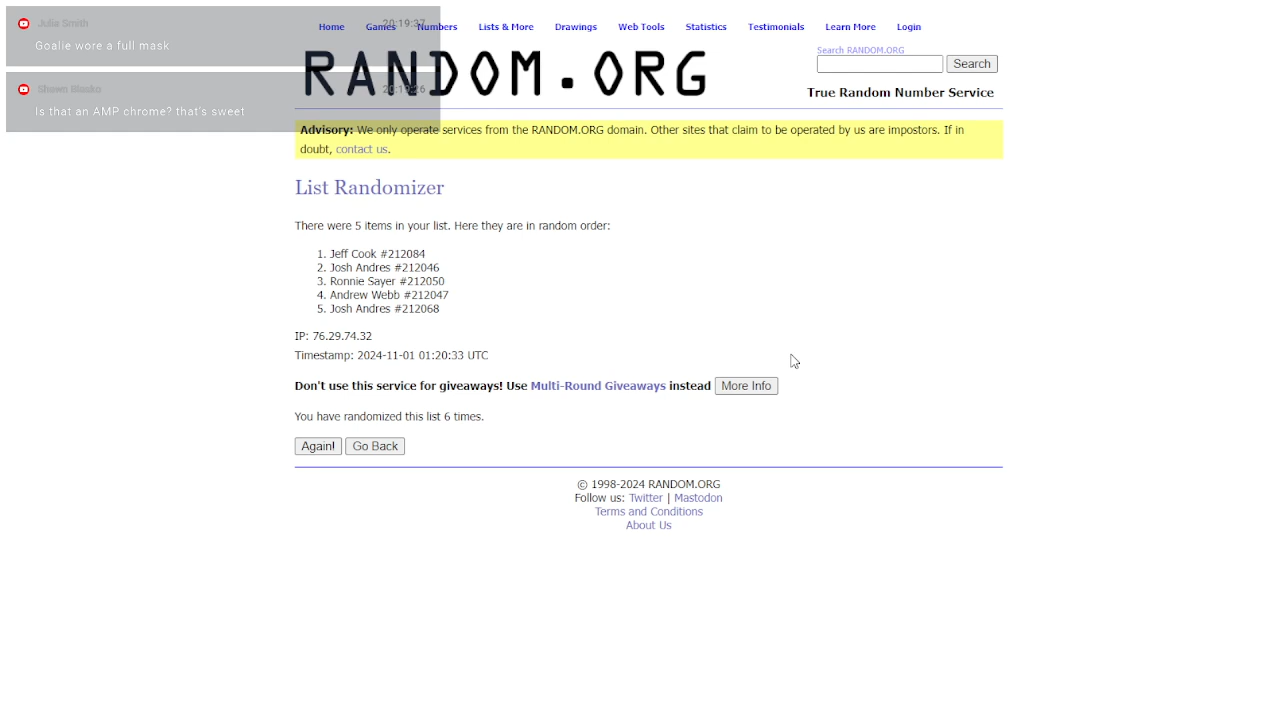 Julia Smith 20:19:37
Goalie wore a full mask
20:19:26
Is that an AMP chrome? that's sweet
Home Games Numbers Lists & More Drawings Web Tools Statistics Testimonials Learn More Login
RANDOM.ORG
Search RANDOM.ORG
Search
True Random Number Service
Advisory: We only operate services from the RANDOM.ORG domain. Other sites that claim to be operated by us are impostors. If in
doubt, contact us.
List Randomizer
There were 5 items in your list. Here they are in random order:
1. Jeff Cook #212084
2. Josh Andres #212046
3. Ronnie Sayer #212050
4. Andrew Webb #212047
5. Josh Andres #212068
IP: 76.29.74.32
Timestamp: 2024-11-01 01:20:33 UTC
Don't use this service for giveaways! Use Multi-Round Giveaways instead More Info
You have randomized this list 6 times.
Again! Go Back
© 1998-2024 RANDOM.ORG
Follow us: Twitter | Mastodon
Terms and Conditions
About Us